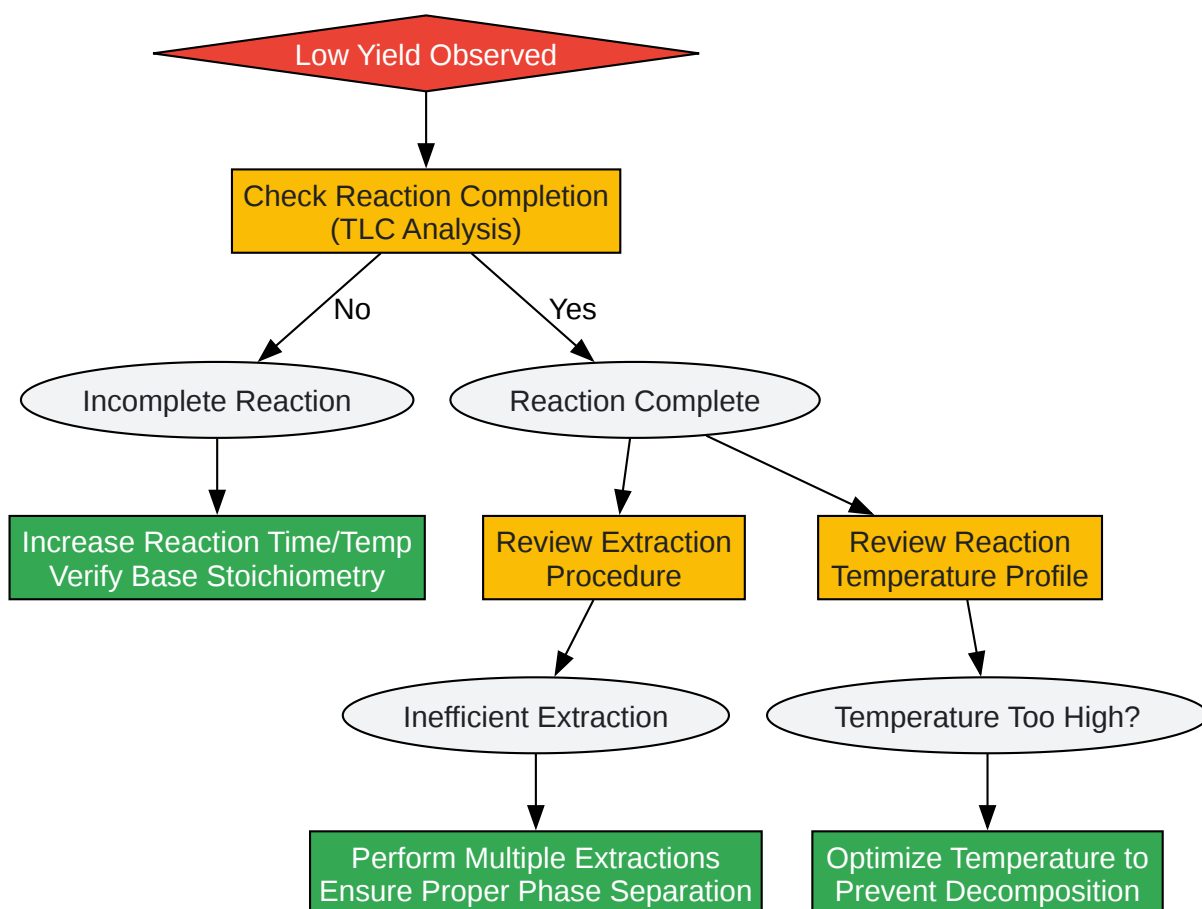 Low Yield Observed
Check Reaction Completion
(TLC Analysis)
No
Yes
Incomplete Reaction
Reaction Complete
Increase Reaction Time/Temp
Verify Base Stoichiometry
Review Extraction
Procedure
Review Reaction
Temperature Profile
Inefficient Extraction
Temperature Too High?
Perform Multiple Extractions
Ensure Proper Phase Separation
Optimize Temperature to
Prevent Decomposition